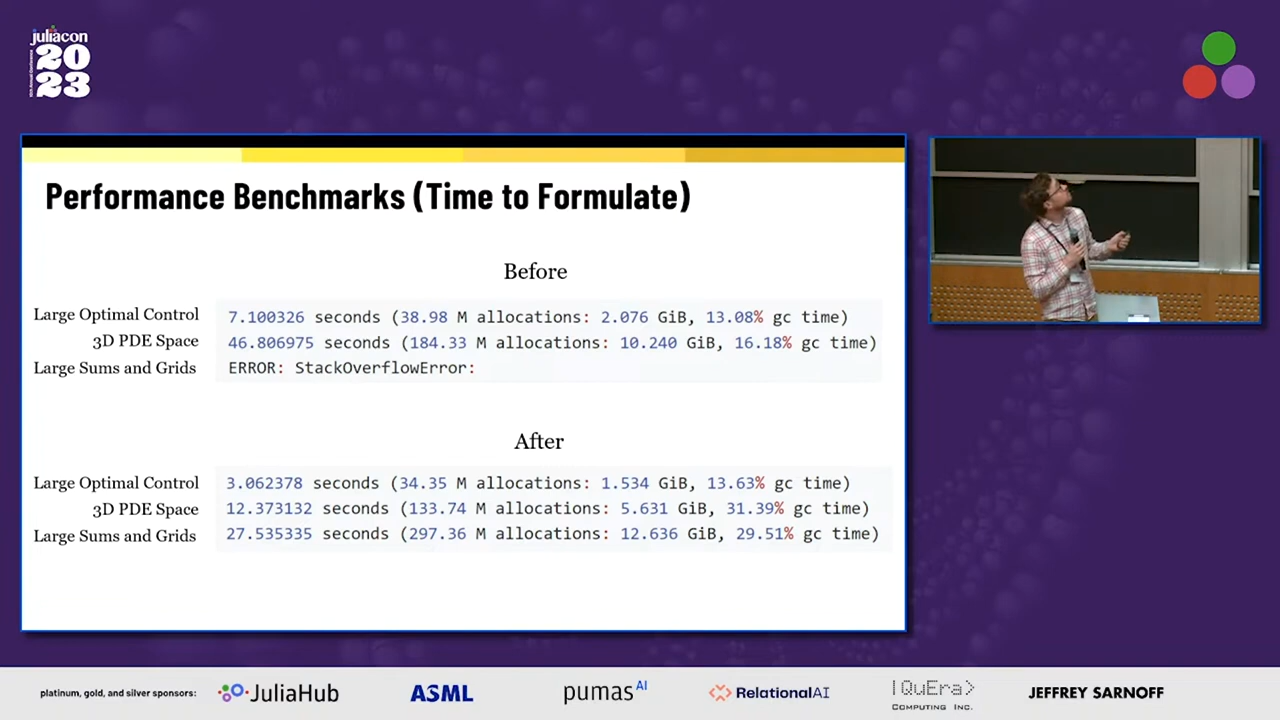 juliacon
20
23
Performance Benchmarks (Time to Formulate)
Before
Large Optimal Control 7.100326 seconds (38.98 M allocations: 2.076 GiB, 13.08% gc time)
3D PDE Space 46.806975 seconds (184.33 M allocations: 10.240 GiB, 16.18% gc time)
Large Sums and Grids ERROR: StackOverflowError:
After
Large Optimal Control 3.062378 seconds (34.35 M allocations: 1.534 GiB, 13.63% gc time)
3D PDE Space 12.373132 seconds (133.74 M allocations: 5.631 GiB, 31.39% gc time)
Large Sums and Grids 27.535335 seconds (297.36 M allocations: 12.636 GiB, 29.51% gc time)
platinum, gold, and silver sponsors: JuliaHub ASML pumasAI RelationalAI |QuEra> COMPUTING INC. JEFFREY SARNOFF